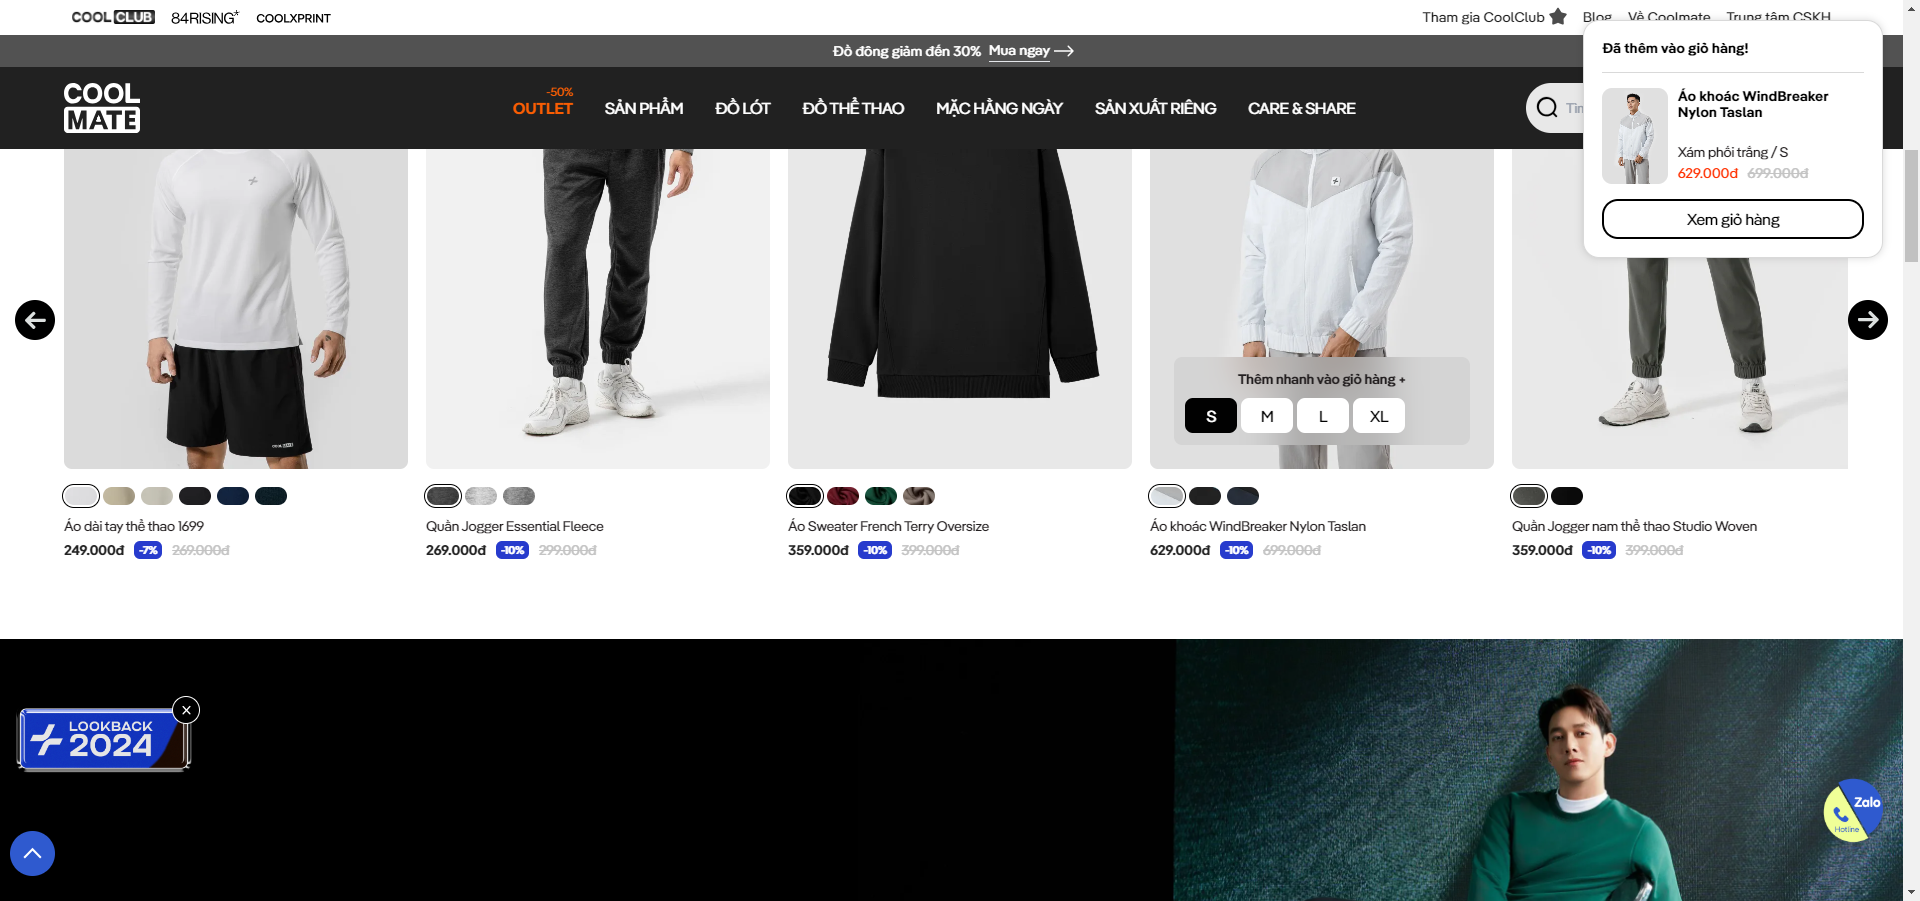 COOL CLUB
84RISING*
COOLXPRINT
Tham gia CoolClub
Blog
Về Coolmate
Trung tâm CSKH
Đồ đông giảm đến 30% Mua ngay
COOL
MATE
-50%
OUTLET
SẢN PHẨM
ĐỒ LÓT
ĐỒ THỂ THAO
MẶC HẰNG NGÀY
SẢN XUẤT RIÊNG
CARE & SHARE
Đã thêm vào giỏ hàng!
Áo khoác WindBreaker
Nylon Taslan
Xám phối trắng / S
629.000đ 699.000đ
Xem giỏ hàng
Thêm nhanh vào giỏ hàng +
S
M
L
XL
COOL MATE
Áo dài tay thể thao 1699
249.000đ -7% 269.000đ
Quần Jogger Essential Fleece
269.000đ -10% 299.000đ
Áo Sweater French Terry Oversize
359.000đ -10% 399.000đ
Áo khoác WindBreaker Nylon Taslan
629.000đ -10% 699.000đ
Quần Jogger nam thể thao Studio Woven
359.000đ -10% 399.000đ
LOOKBACK
2024
Zalo
Hotline